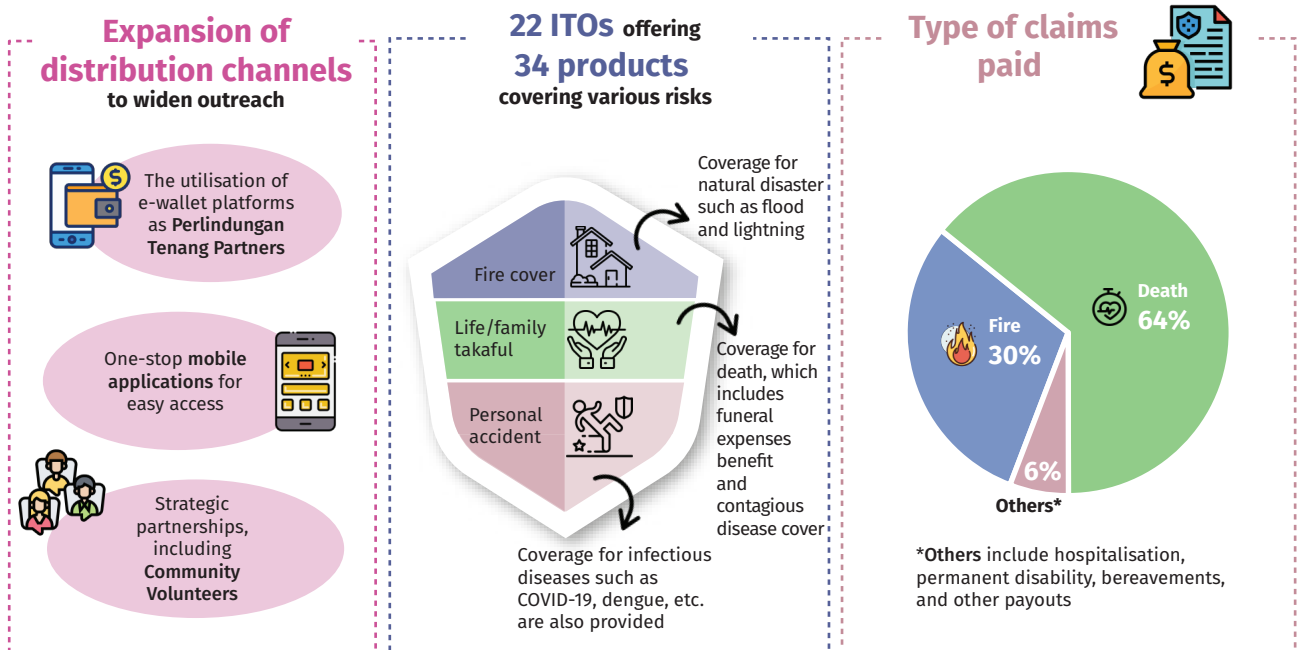 Expansion of
distribution channels
to widen outreach
The utilisation of
e-wallet platforms
as Perlindungan
Tenang Partners
One-stop mobile
applications for
easy access
Strategic
partnerships,
including
Community
Volunteers
22 ITOs offering
34 products
covering various risks
Fire cover
Life/family
takaful
Personal
accident
Coverage for
natural disaster
such as flood
and lightning
Coverage for
death, which
includes
funeral
expenses
benefit
and
contagious
disease cover
Coverage for infectious
diseases such as
COVID-19, dengue, etc.
are also provided
Type of claims
paid
Death
64%
Fire
30%
6%
Others*
*Others include hospitalisation,
permanent disability, bereavements,
and other payouts